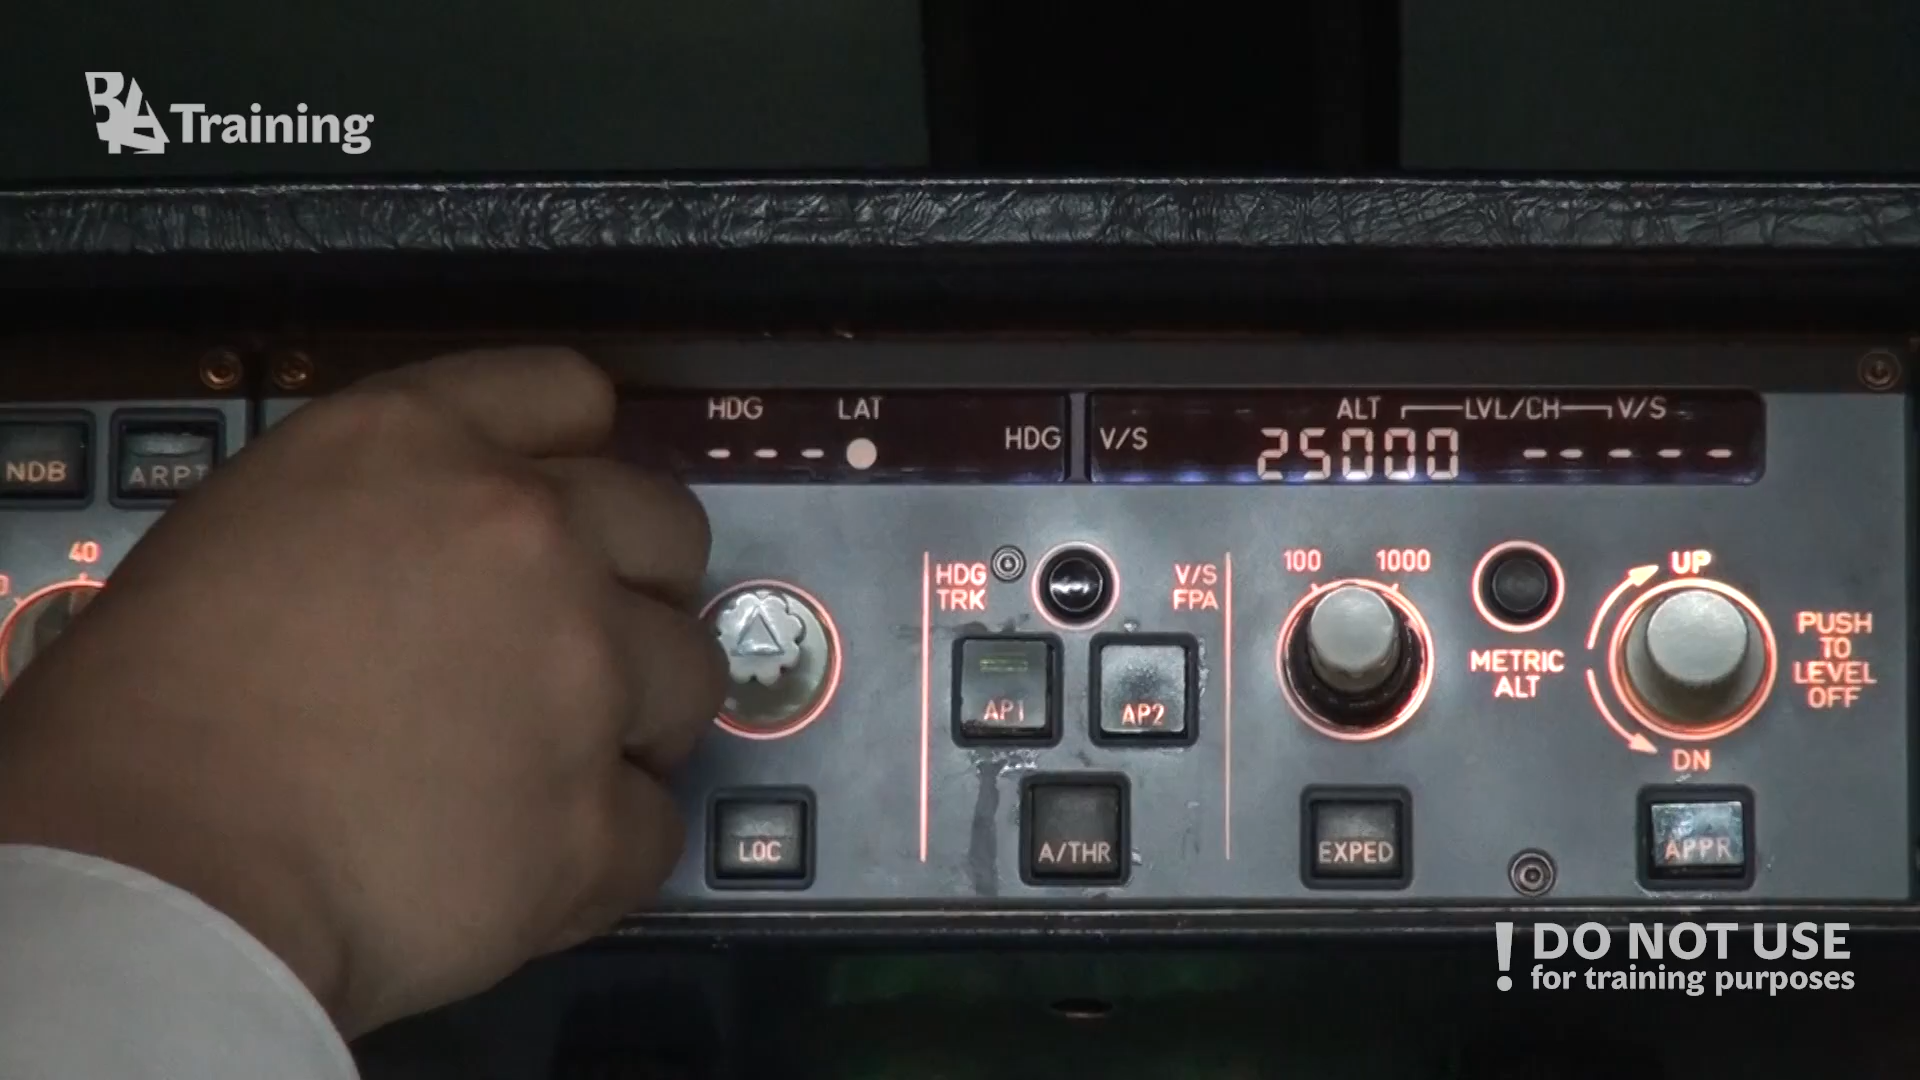 BAA Training
HDG LAT
- - -
HDG
V/S
ALT LVL/CH V/S
25000 - - - - -
NDB
ARPT
40
HDG
TRK
V/S
FPA
100 1000
UP
PUSH
TO
LEVEL
OFF
METRIC
ALT
AP1
AP2
DN
LOC
A/THR
EXPED
APPR
! DO NOT USE
for training purposes